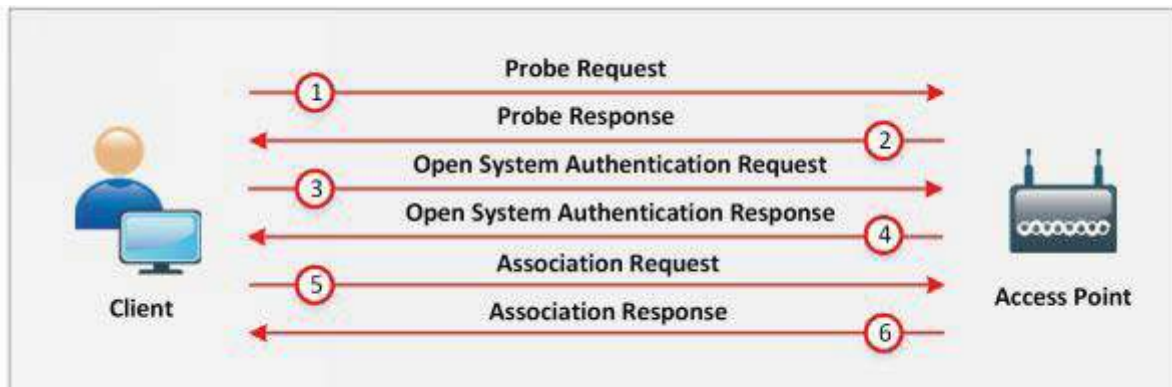 Probe Request
1
Probe Response
2
Open System Authentication Request
3
Open System Authentication Response
4
Association Request
5
Association Response
6
Client
Access Point